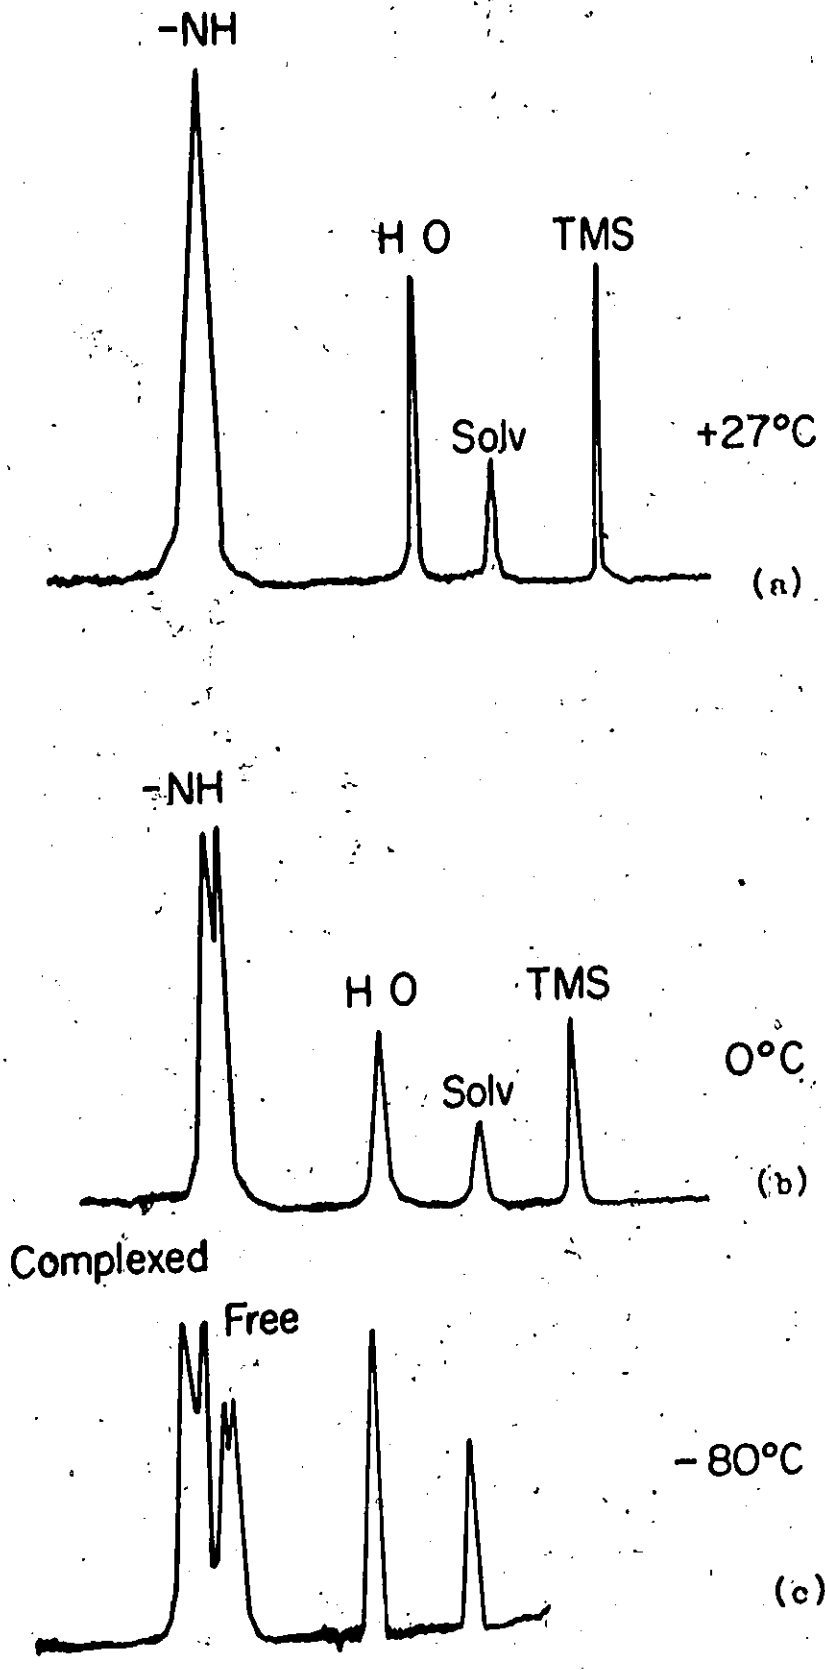 -NH
H O
TMS
Solv
+27°C
(a)
-NH
H O
TMS
0°C
Solv
(b)
Complexed
Free
-80°C
(c)